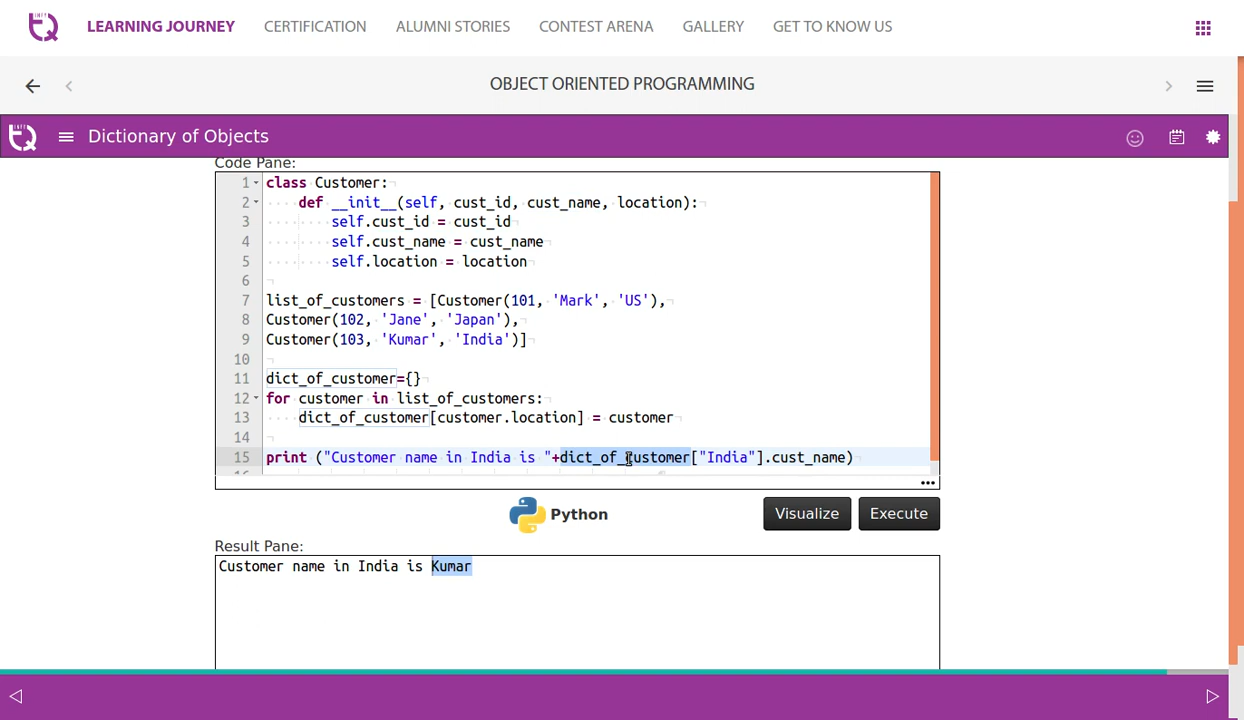 LEARNING JOURNEY CERTIFICATION ALUMNI STORIES CONTEST ARENA GALLERY GET TO KNOW US
OBJECT ORIENTED PROGRAMMING
Dictionary of Objects
Code Pane:
1 class Customer:
2 def __init__(self, cust_id, cust_name, location):
3 self.cust_id = cust_id
4 self.cust_name = cust_name
5 self.location = location
6
7 list_of_customers = [Customer(101, 'Mark', 'US'),
8 Customer(102, 'Jane', 'Japan'),
9 Customer(103, 'Kumar', 'India')]
10
11 dict_of_customer={}
12 for customer in list_of_customers:
13 dict_of_customer[customer.location] = customer
14
15 print ("Customer name in India is "+dict_of_customer["India"].cust_name)
Python Visualize Execute
Result Pane:
Customer name in India is Kumar